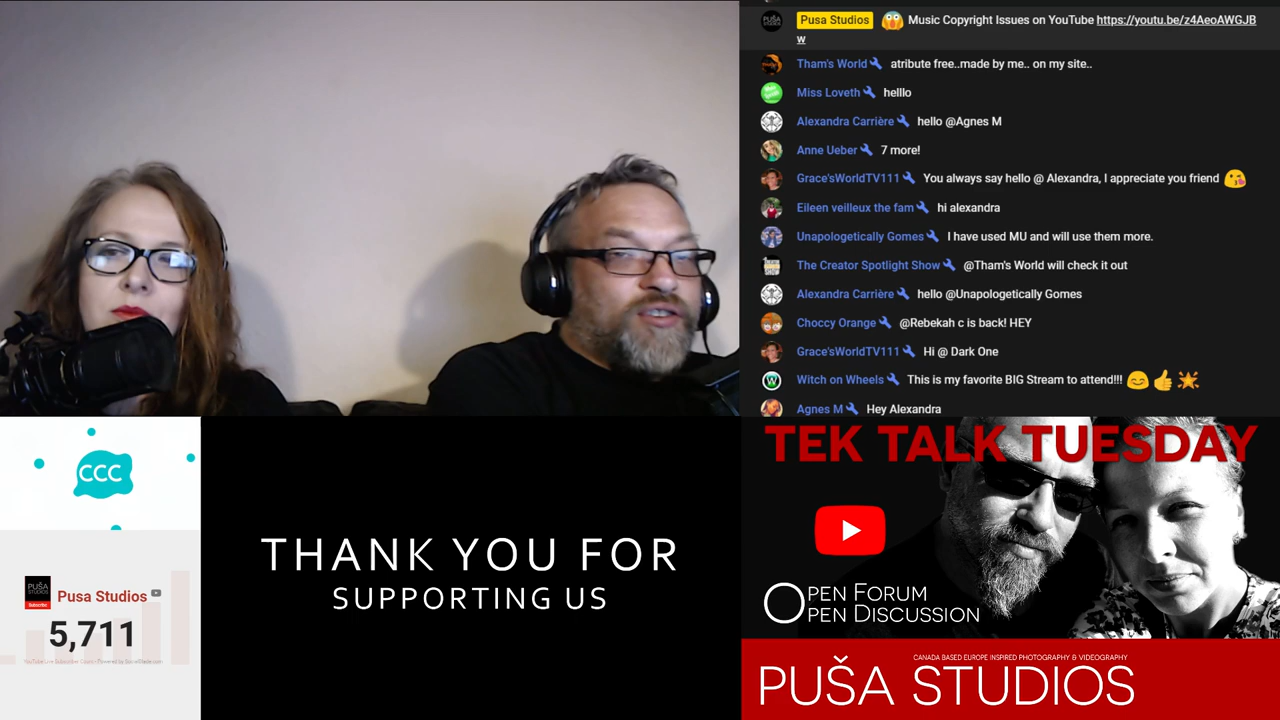 Pusa Studios Music Copyright Issues on YouTube https://youtu.be/z4AeoAWGJB
w
Tham's World atribute free..made by me.. on my site..
Miss Loveth helllo
Alexandra Carrière hello @Agnes M
Anne Ueber 7 more!
Grace'sWorldTV111 You always say hello @ Alexandra, I appreciate you friend
Eileen veilleux the fam hi alexandra
Unapologetically Gomes I have used MU and will use them more.
The Creator Spotlight Show @Tham's World will check it out
Alexandra Carrière hello @Unapologetically Gomes
Choccy Orange @Rebekah c is back! HEY
Grace'sWorldTV111 Hi @ Dark One
Witch on Wheels This is my favorite BIG Stream to attend!!!
Agnes M Hey Alexandra
CCC
PUŠA
STUDIOS
Subscribe
Pusa Studios
5,711
THANK YOU FOR
SUPPORTING US
TEK TALK TUESDAY
OPEN FORUM
OPEN DISCUSSION
CANADA BASED EUROPE INSPIRED PHOTOGRAPHY & VIDEOGRAPHY
PUŠA STUDIOS